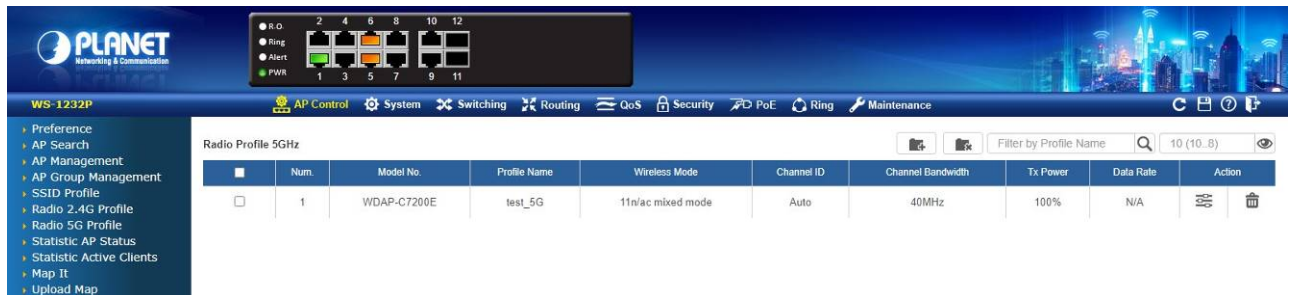 PLANET
Networking & Communication
R.O.
Ring
Alert
PWR
2 4 6 8 10 12
1 3 5 7 9 11
WS-1232P
AP Control System Switching Routing QoS Security PoE Ring Maintenance
Preference
AP Search
AP Management
AP Group Management
SSID Profile
Radio 2.4G Profile
Radio 5G Profile
Statistic AP Status
Statistic Active Clients
Map It
Upload Map
Radio Profile 5GHz
Filter by Profile Name
10 (10..8)
Num. Model No. Profile Name Wireless Mode Channel ID Channel Bandwidth Tx Power Data Rate Action
1 WDAP-C7200E test_5G 11n/ac mixed mode Auto 40MHz 100% N/A